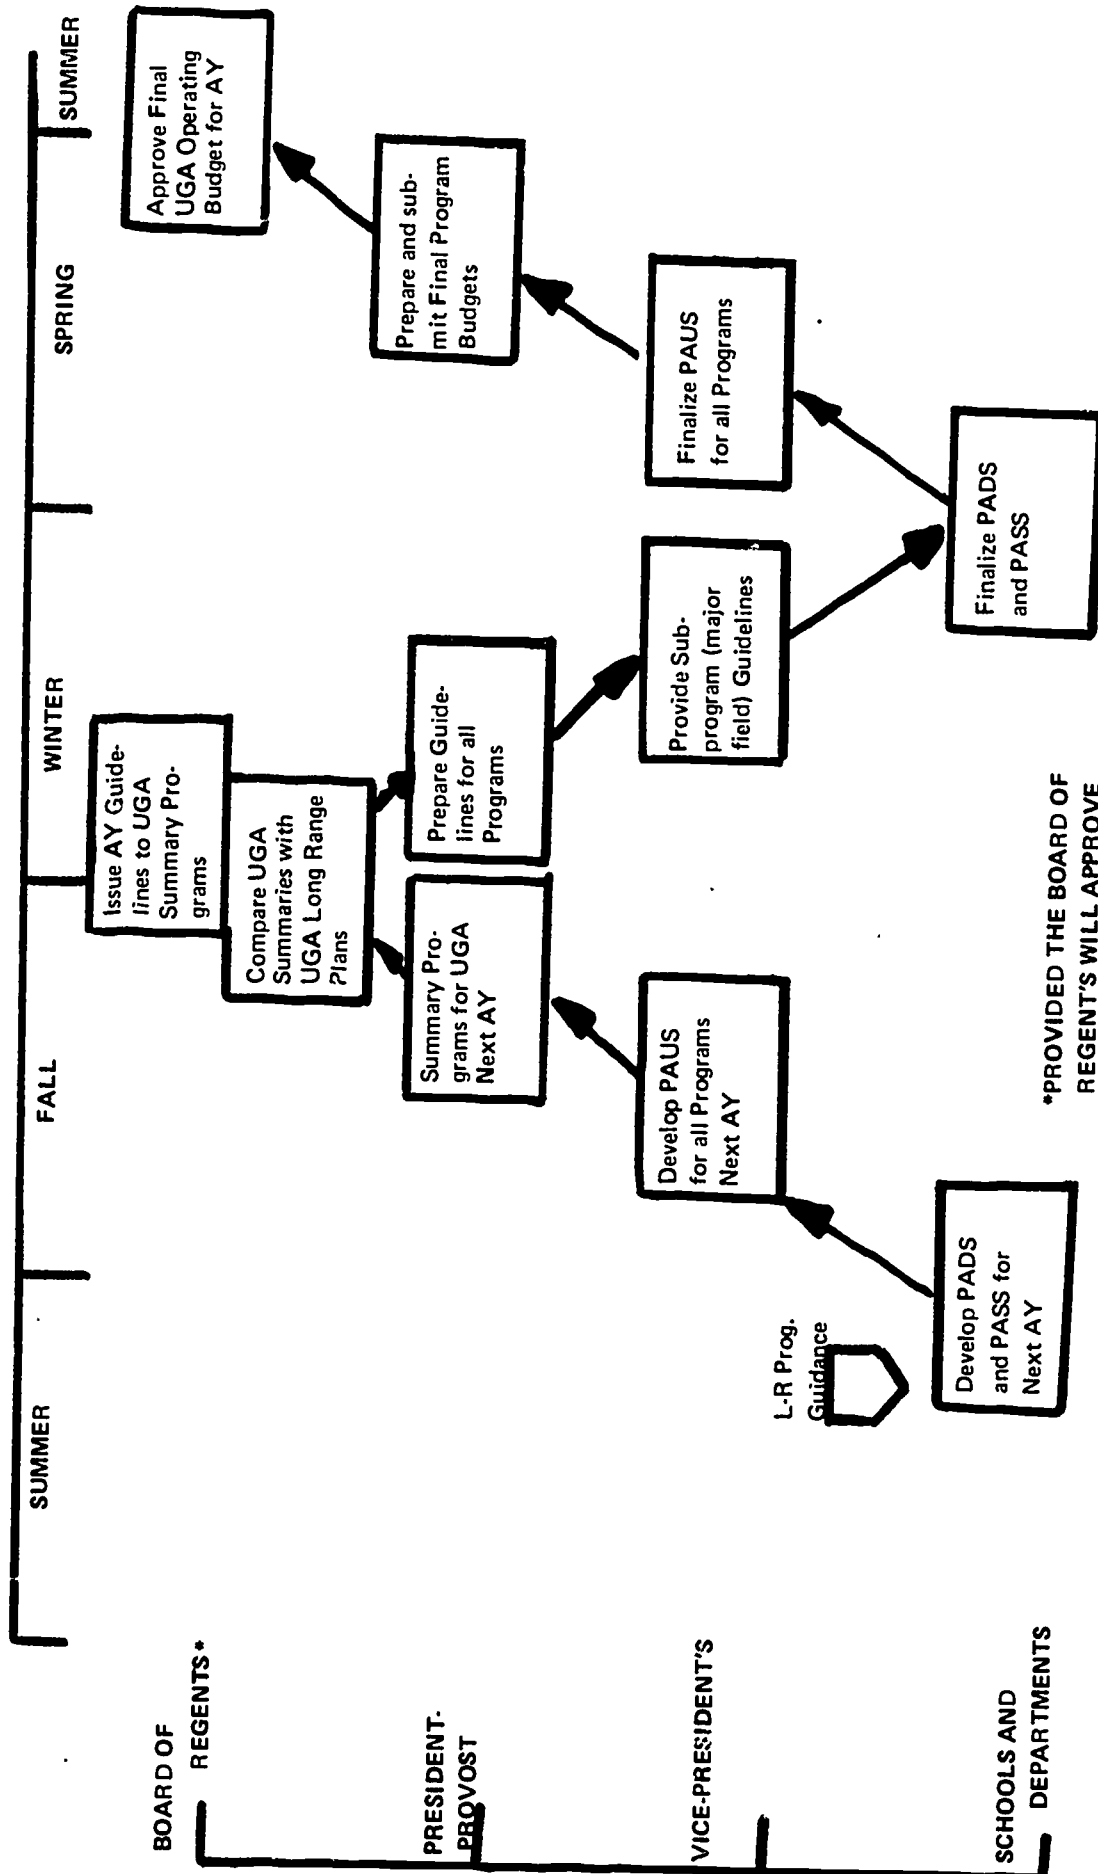 SUMMER
FALL
WINTER
SPRING
SUMMER
BOARD OF
REGENTS*
PRESIDENT-
PROVOST
VICE-PRESIDENT'S
SCHOOLS AND
DEPARTMENTS
Issue AY Guide-
lines to UGA
Summary Pro-
grams
Compare UGA
Summaries with
UGA Long Range
Plans
Approve Final
UGA Operating
Budget for AY
Summary Pro-
grams for UGA
Next AY
Prepare Guide-
lines for all
Programs
Prepare and sub-
mit Final Program
Budgets
Develop PAUS
for all Programs
Next AY
Provide Sub-
program (major
field) Guidelines
Finalize PAUS
for all Programs
L-R Prog.
Guidance
Develop PADS
and PASS for
Next AY
Finalize PADS
and PASS
*PROVIDED THE BOARD OF
REGENT'S WILL APPROVE